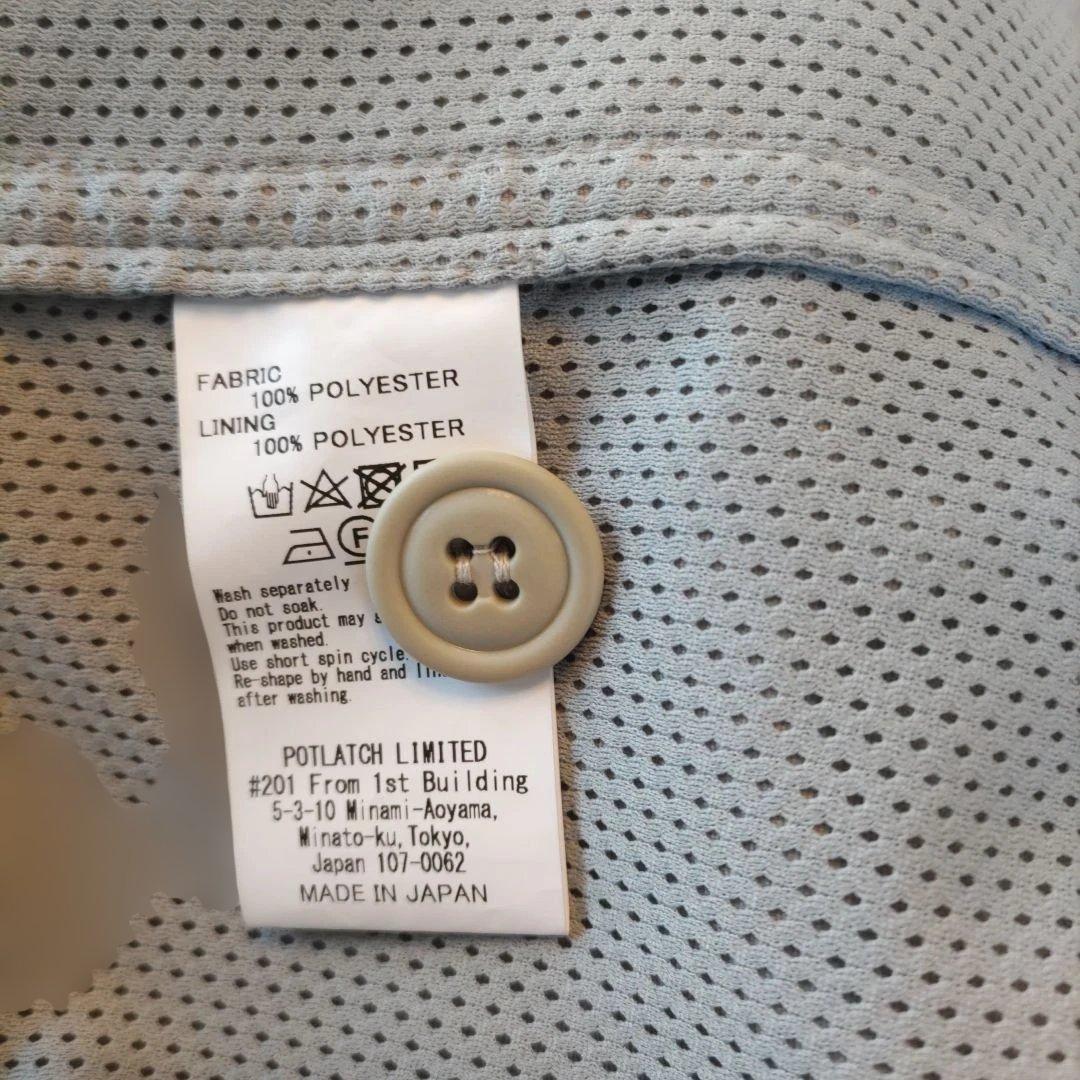 FABRIC
100% POLYESTER
LINING
100% POLYESTER
F
Wash separately
Do not soak.
This product may
when washed.
Use short spin cycle.
Re-shape by hand and
after washing.
POTLATCH LIMITED
#201 From 1st Building
5-3-10 Minami-Aoyama,
Minato-ku, Tokyo,
Japan 107-0062
MADE IN JAPAN